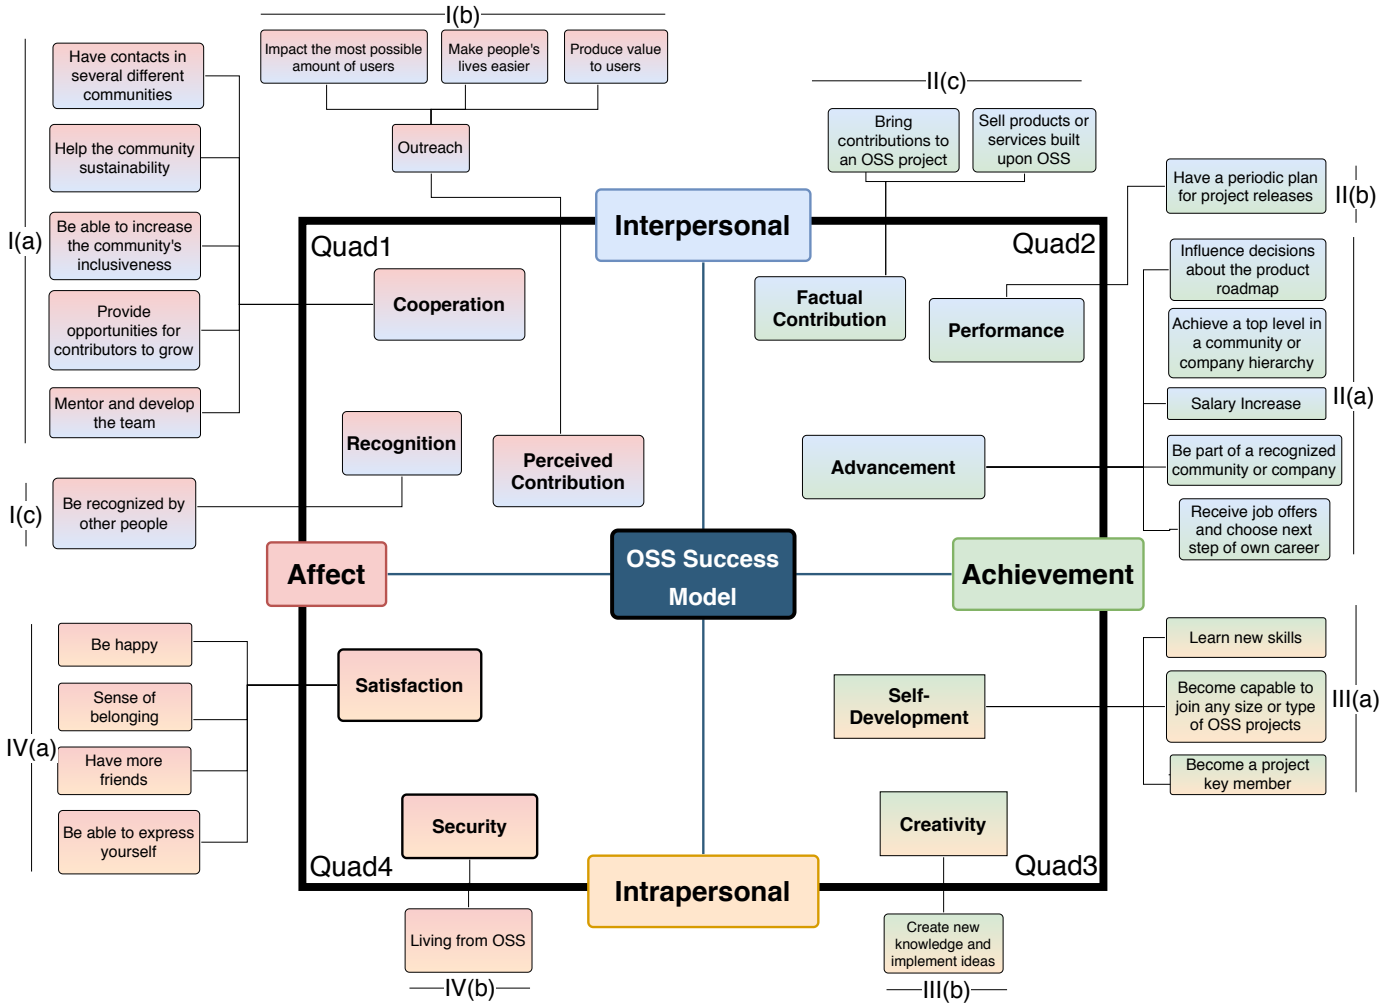 I(b)
Impact the most possible
amount of users
Make people's
lives easier
Produce value
to users
Outreach
I(a)
Have contacts in
several different
communities
Help the community
sustainability
Be able to increase
the community's
inclusiveness
Provide
opportunities for
contributors to grow
Mentor and develop
the team
I(c)
Be recognized by
other people
II(c)
Bring
contributions to
an OSS project
Sell products or
services built
upon OSS
Have a periodic plan
for project releases
II(b)
Influence decisions
about the product
roadmap
Achieve a top level in
a community or
company hierarchy
Salary Increase
Be part of a recognized
community or company
Receive job offers
and choose next
step of own career
II(a)
Interpersonal
Quad1
Quad2
Cooperation
Recognition
Perceived
Contribution
Factual
Contribution
Performance
Advancement
Affect
OSS Success
Model
Achievement
IV(a)
Be happy
Sense of
belonging
Have more
friends
Be able to express
yourself
Satisfaction
Security
Quad4
Self-
Development
Creativity
Quad3
Intrapersonal
Learn new skills
Become capable to
join any size or type
of OSS projects
Become a project
key member
III(a)
Living from OSS
IV(b)
Create new
knowledge and
implement ideas
III(b)